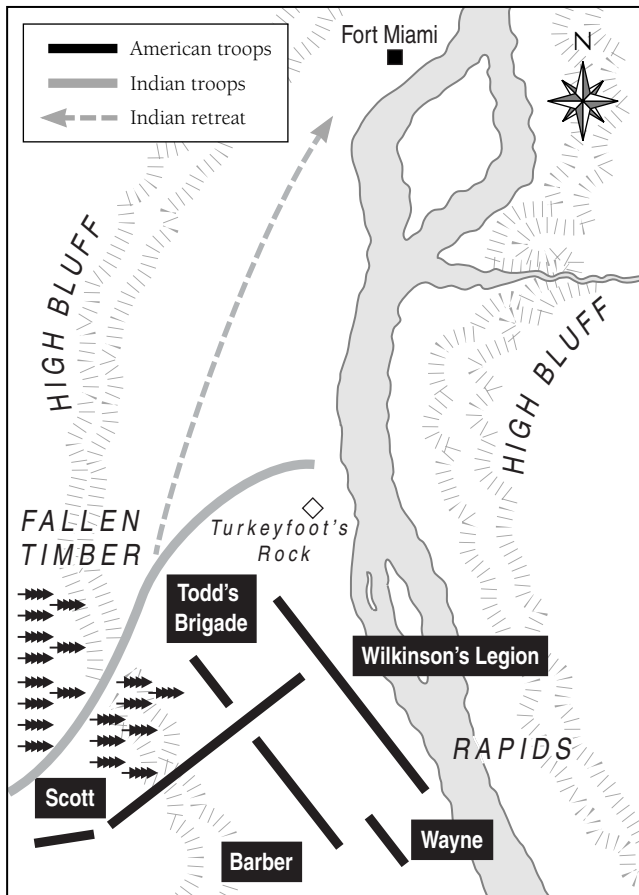 American troops
Indian troops
Indian retreat
Fort Miami
N
HIGH BLUFF
HIGH BLUFF
FALLEN
TIMBER
Turkeyfoot's
Rock
Todd's
Brigade
Wilkinson's Legion
RAPIDS
Scott
Wayne
Barber